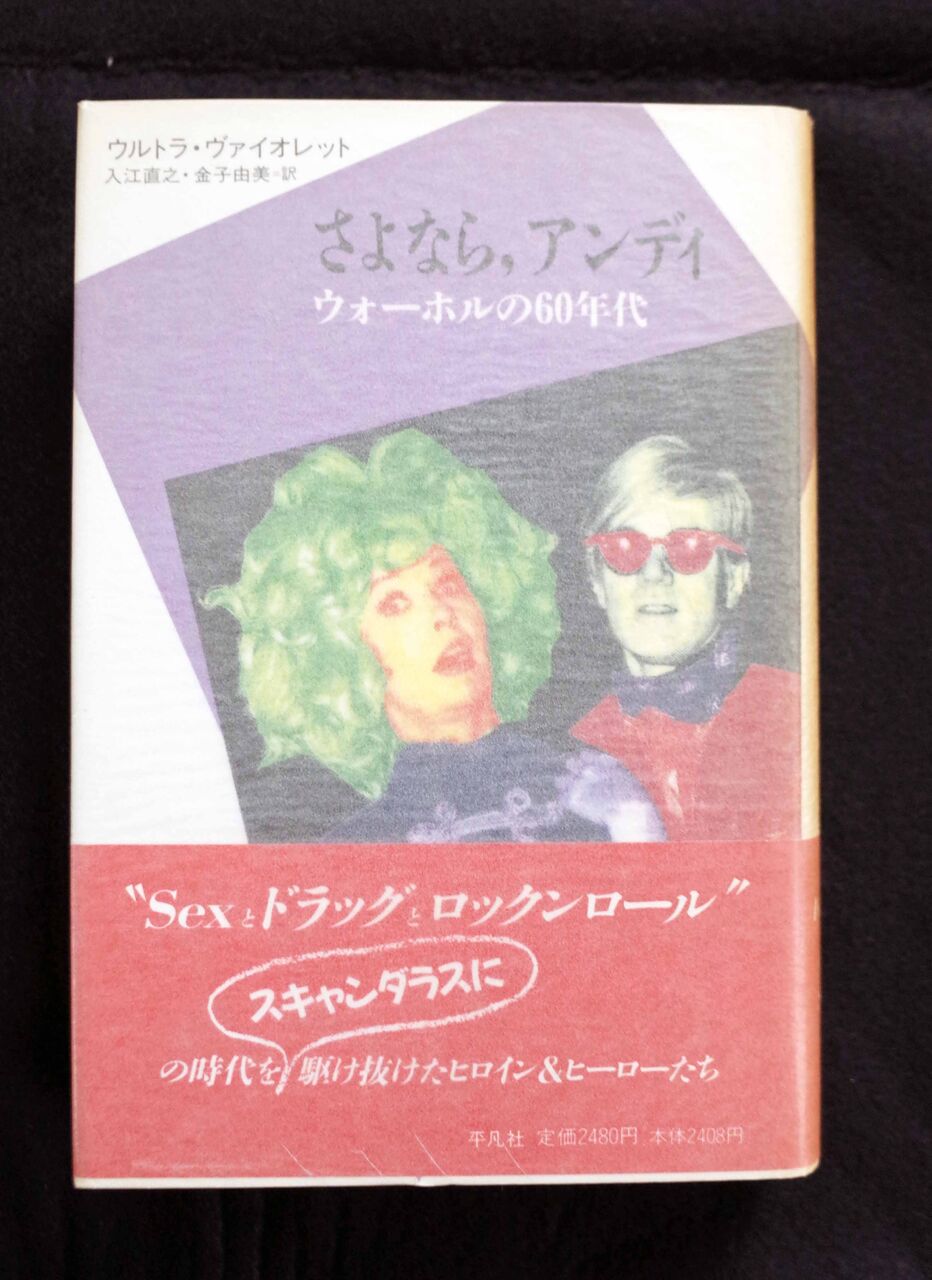 ウルトラ・ヴァイオレット
入江直之・金子由美=訳
さよなら,アンディ
ウォーホルの60年代
"Sexとドラッグとロックンロール"
スキャンダラスに
の時代を駆け抜けたヒロイン&ヒーローたち
平凡社 定価2480円 本体2408円